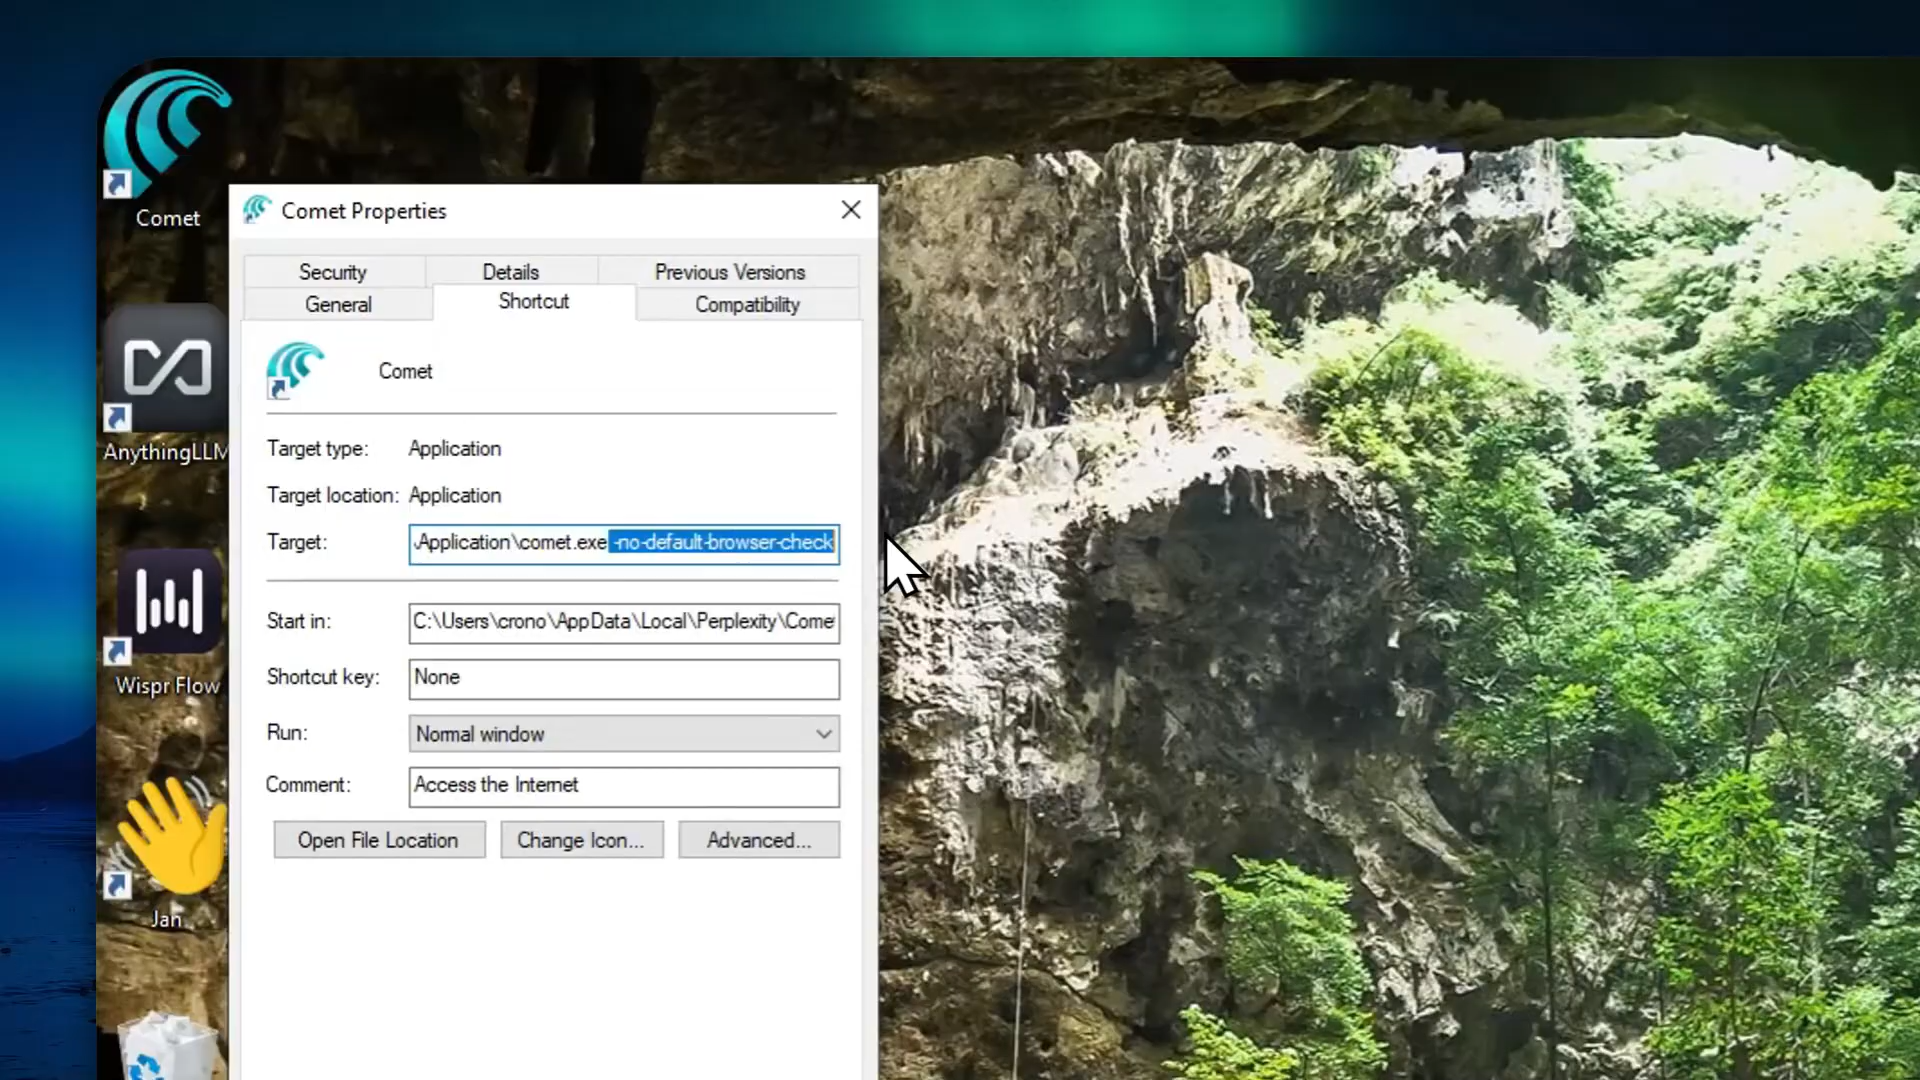 Comet
AnythingLLM
Wispr Flow
Jan
Comet Properties
Security
Details
Previous Versions
General
Shortcut
Compatibility
Comet
Target type: Application
Target location: Application
Target: \Application\comet.exe -no-default-browser-check
Start in: C:\Users\crono\AppData\Local\Perplexity\Comet
Shortcut key: None
Run: Normal window
Comment: Access the Internet
Open File Location
Change Icon...
Advanced...